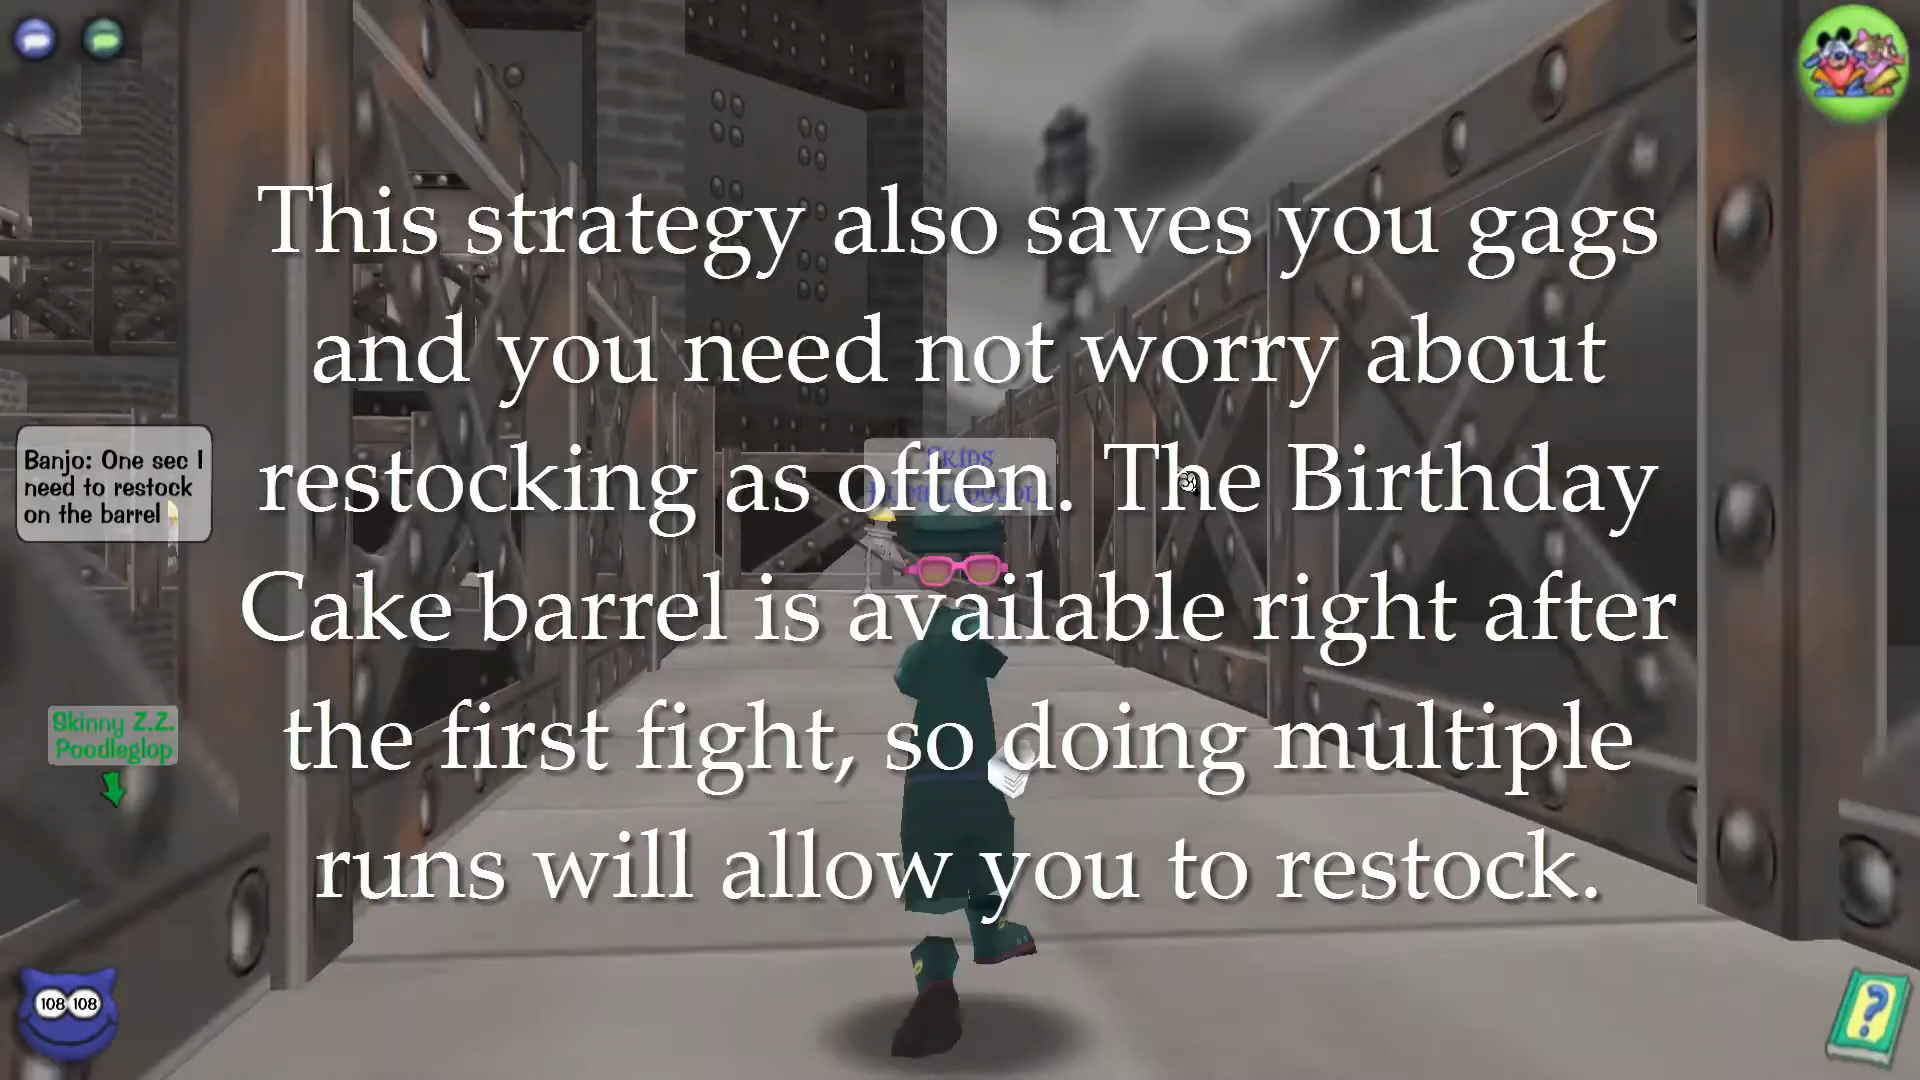 This strategy also saves you gags
and you need not worry about
restocking as often. The Birthday
Cake barrel is available right after
the first fight, so doing multiple
runs will allow you to restock.
Banjo: One sec I
need to restock
on the barrel
Skids
Skinny Z.Z.
Poodleglop
108 108
?